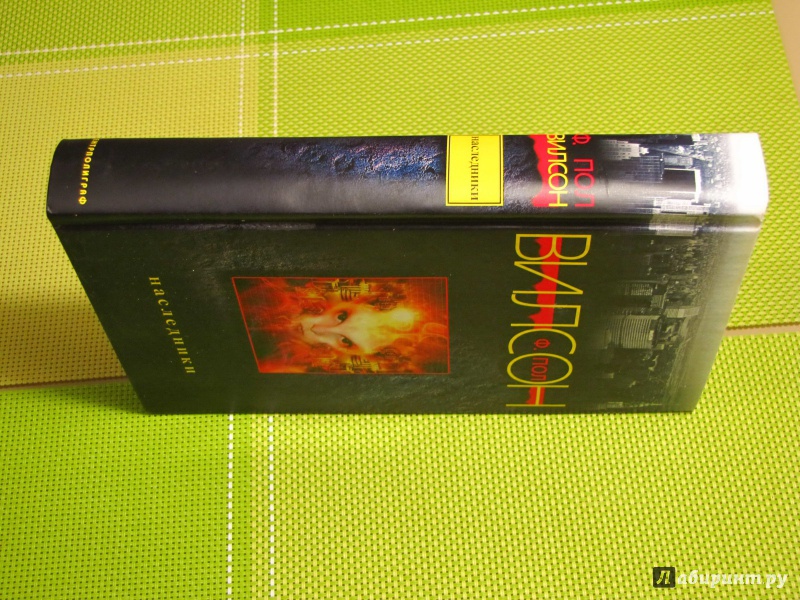 Ф. ПОЛ
ВИЛСОН
наследники
ЦЕНТРПОЛИГРАФ
ВИЛСОН
Ф. ПОЛ
наследники
Лабиринт.ру